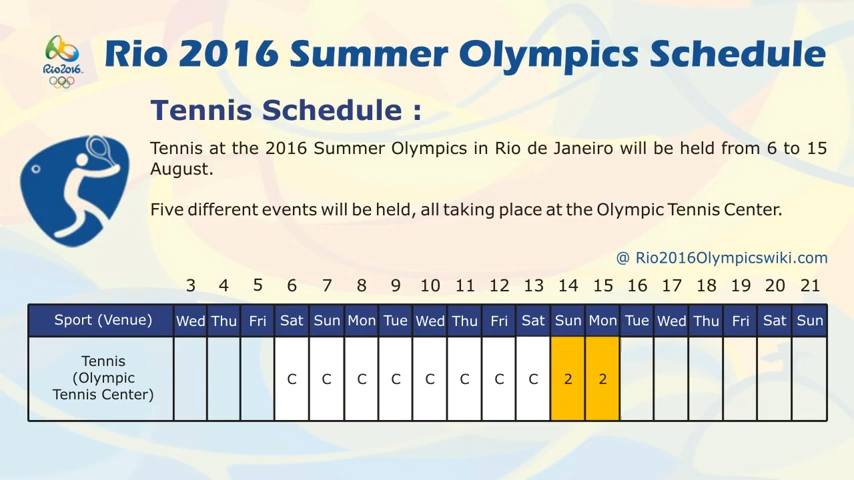 Rio2016
Rio 2016 Summer Olympics Schedule
Tennis Schedule :
Tennis at the 2016 Summer Olympics in Rio de Janeiro will be held from 6 to 15
August.
Five different events will be held, all taking place at the Olympic Tennis Center.
@ Rio2016Olympicswiki.com
3 4 5 6 7 8 9 10 11 12 13 14 15 16 17 18 19 20 21
Sport (Venue) Wed Thu Fri Sat Sun Mon Tue Wed Thu Fri Sat Sun Mon Tue Wed Thu Fri Sat Sun
Tennis
(Olympic
Tennis Center) C C C C C C C C 2 2